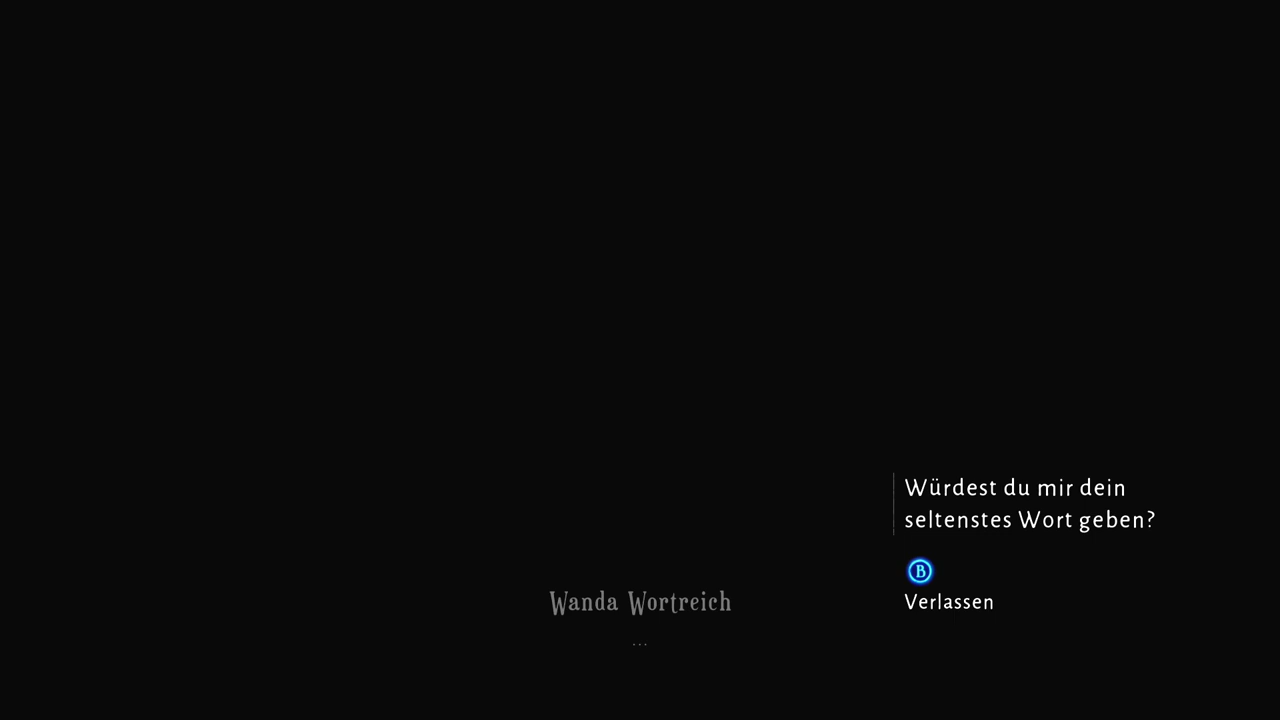 Würdest du mir dein
seltenstes Wort geben?
B
Verlassen
Wanda Wortreich
...